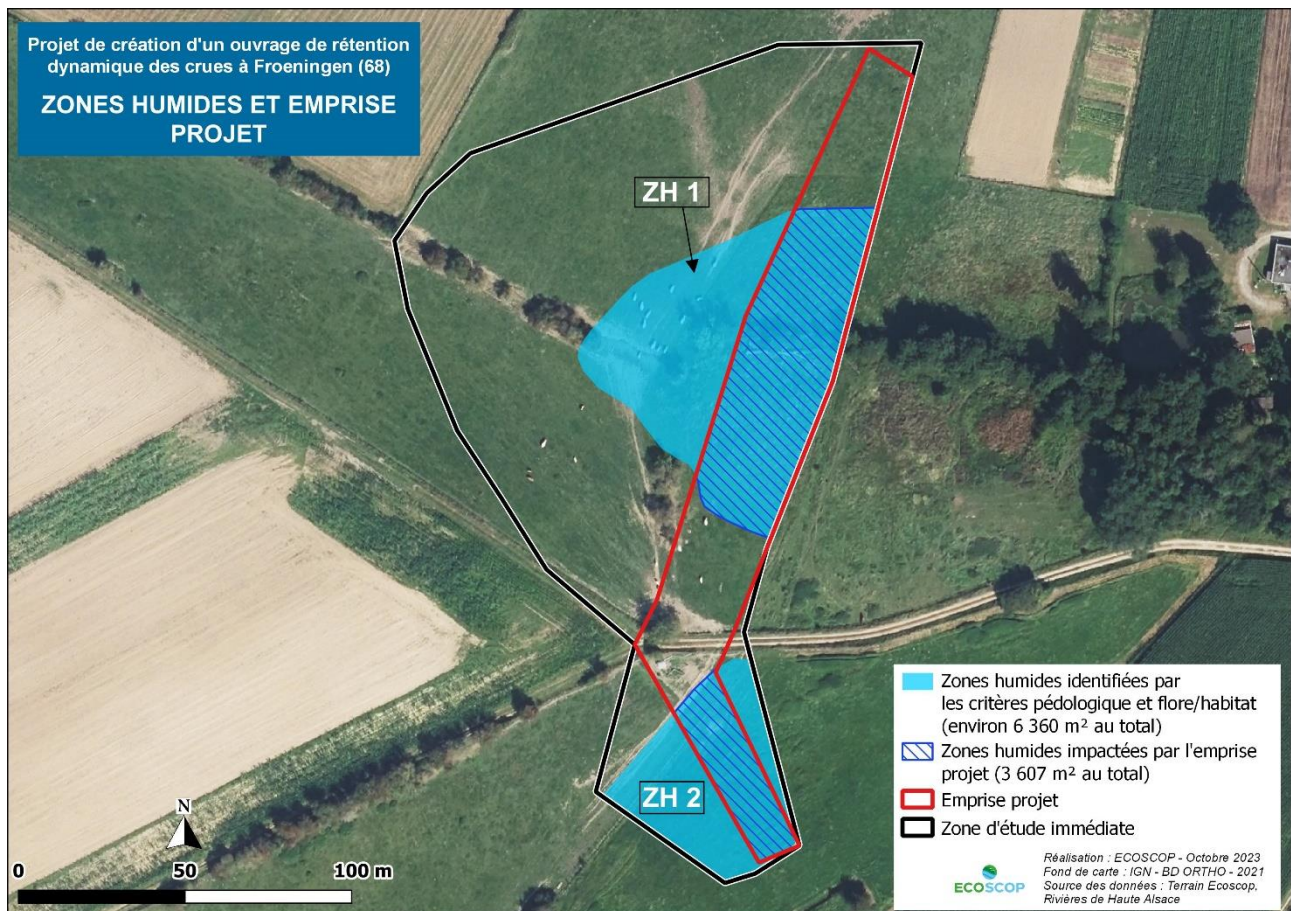 Projet de création d'un ouvrage de rétention
dynamique des crues à Froeningen (68)
ZONES HUMIDES ET EMPRISE
PROJET
ZH 1
ZH 2
N
0 50 100 m
Zones humides identifiées par
les critères pédologique et flore/habitat
(environ 6 360 m² au total)
Zones humides impactées par l'emprise
projet (3 607 m² au total)
Emprise projet
Zone d'étude immédiate
ECOSCOP
Réalisation : ECOSCOP - Octobre 2023
Fond de carte : IGN - BD ORTHO - 2021
Source des données : Terrain Ecoscop,
Rivières de Haute Alsace